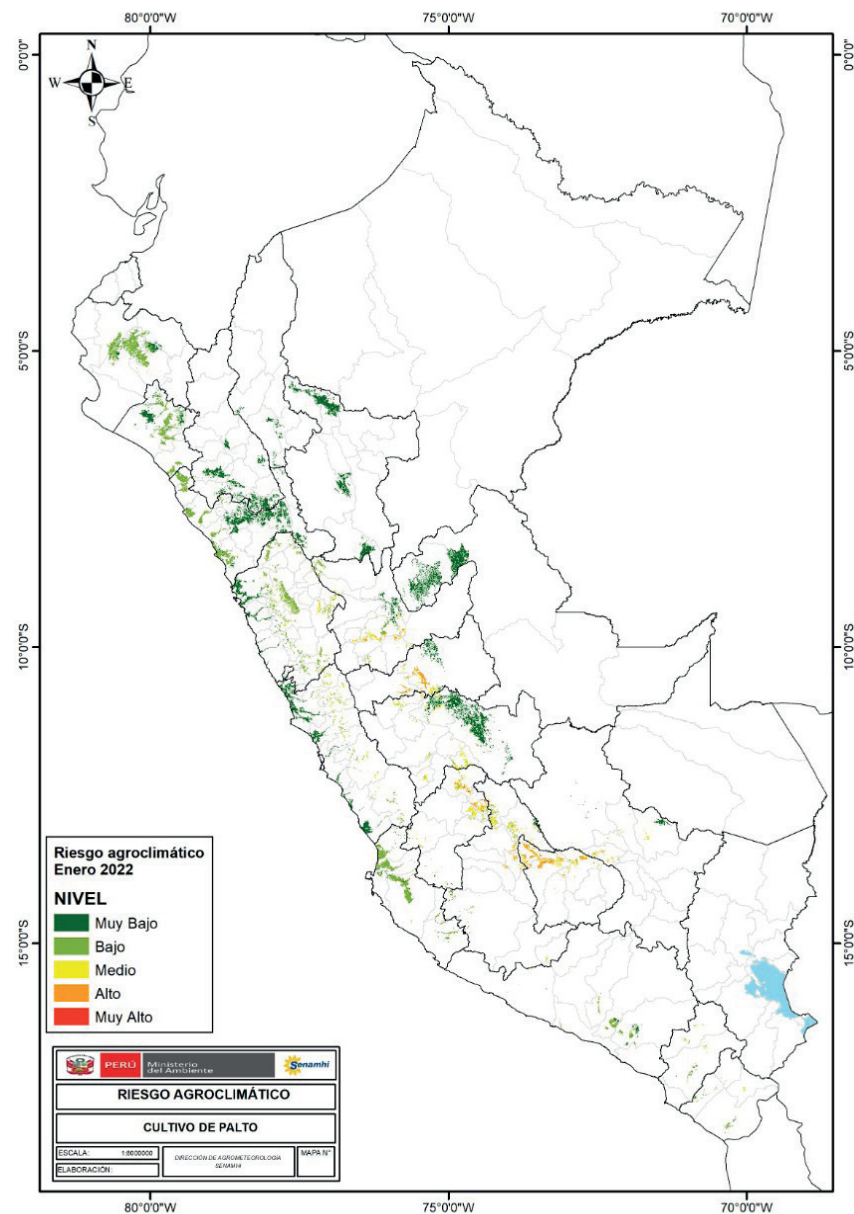 80°0'0"W 75°0'0"W 70°0'0"W
N
W E
S
0°0'0" 0°0'0"
5°0'0"S 5°0'0"S
10°0'0"S 10°0'0"S
15°0'0"S 15°0'0"S
Riesgo agroclimático
Enero 2022
NIVEL
Muy Bajo
Bajo
Medio
Alto
Muy Alto
PERÚ Ministerio
del Ambiente Senamhi
RIESGO AGROCLIMÁTICO
CULTIVO DE PALTO
ESCALA: 1:6000000
ELABORACIÓN:
DIRECCIÓN DE AGROMETEOROLOGÍA
SENAMHI
MAPA N°
80°0'0"W 75°0'0"W 70°0'0"W